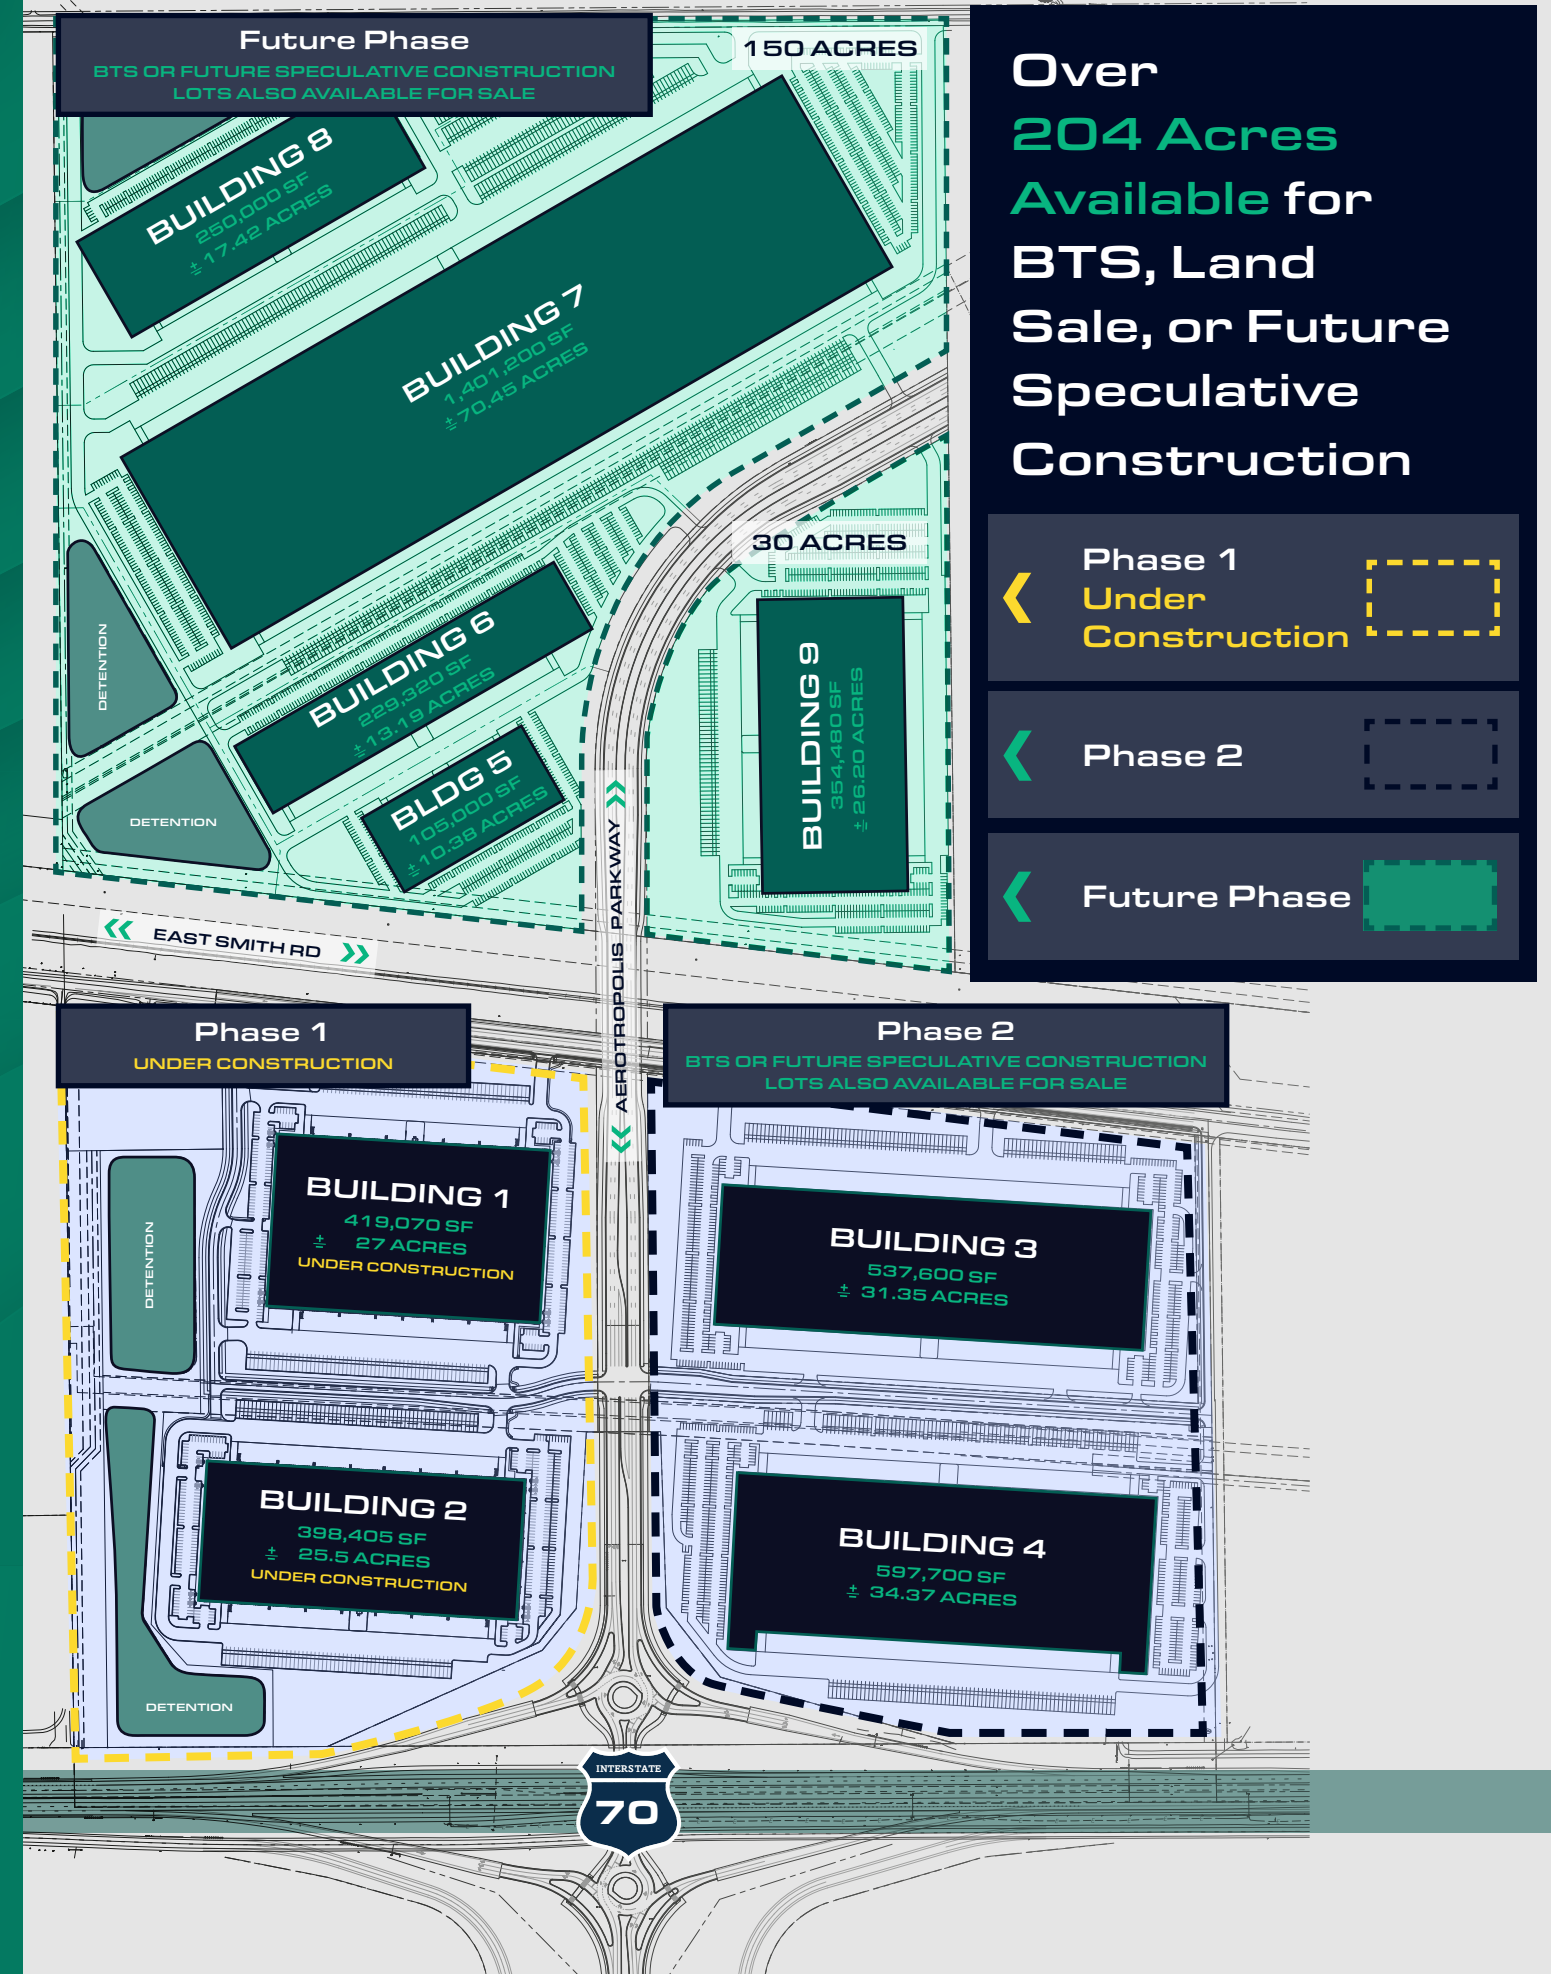 Future Phase
BTS OR FUTURE SPECULATIVE CONSTRUCTION
LOTS ALSO AVAILABLE FOR SALE
150 ACRES
BUILDING 8
250,000 SF
± 17.42 ACRES
BUILDING 7
1,401,200 SF
± 70.45 ACRES
30 ACRES
DETENTION
BUILDING 6
229,320 SF
± 13.19 ACRES
BLDG 5
105,000 SF
± 10.38 ACRES
DETENTION
BUILDING 9
354,480 SF
± 26.20 ACRES
AEROTROPOLIS PARKWAY
EAST SMITH RD
Over
204 Acres
Available for
BTS, Land
Sale, or Future
Speculative
Construction
Phase 1
Under
Construction
Phase 2
Future Phase
Phase 1
UNDER CONSTRUCTION
Phase 2
BTS OR FUTURE SPECULATIVE CONSTRUCTION
LOTS ALSO AVAILABLE FOR SALE
DETENTION
BUILDING 1
419,070 SF
± 27 ACRES
UNDER CONSTRUCTION
BUILDING 3
537,600 SF
± 31.35 ACRES
BUILDING 2
398,405 SF
± 25.5 ACRES
UNDER CONSTRUCTION
BUILDING 4
597,700 SF
± 34.37 ACRES
DETENTION
INTERSTATE
70